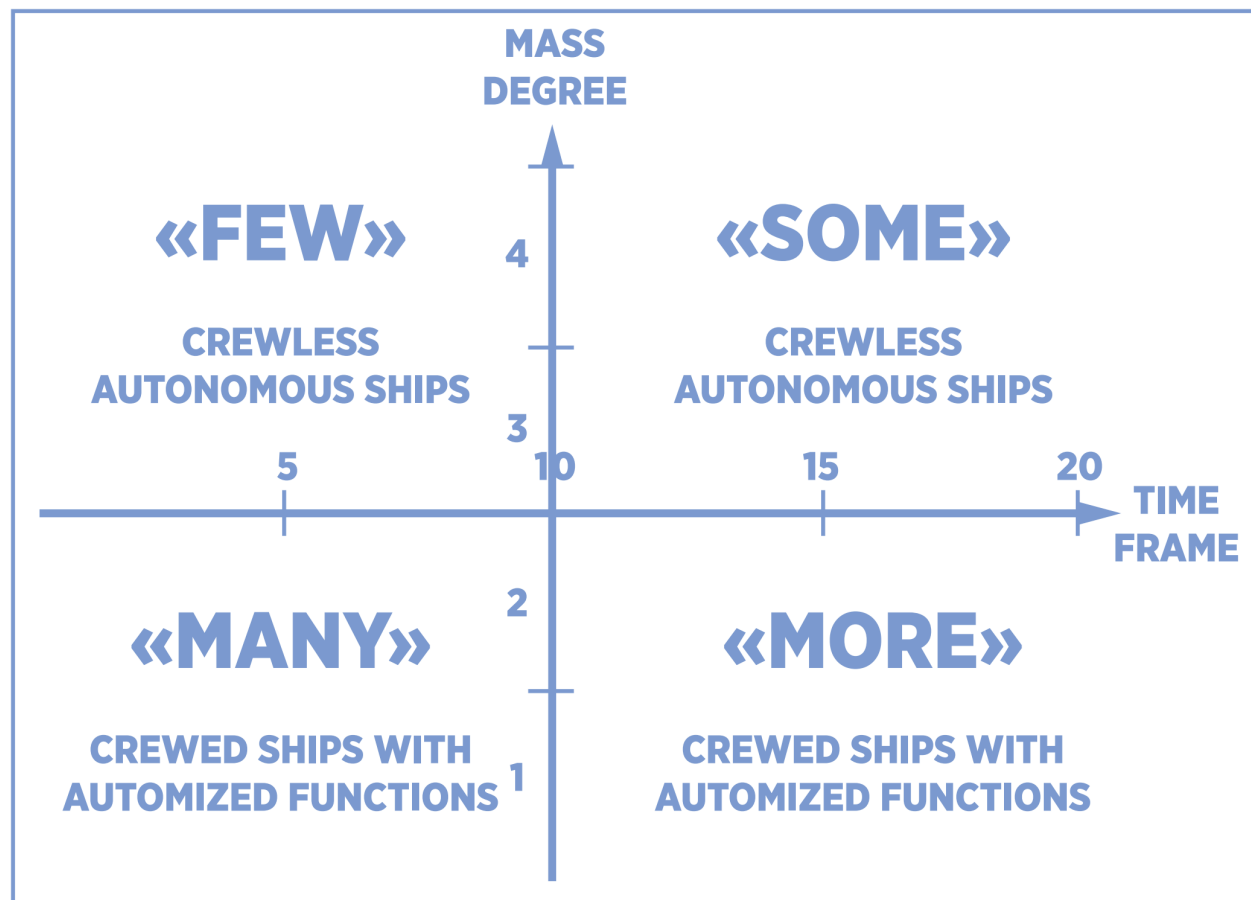 MASS
DEGREE
«FEW»
«SOME»
4
CREWLESS
AUTONOMOUS SHIPS
CREWLESS
AUTONOMOUS SHIPS
3
5
10
15
20
TIME
FRAME
2
«MANY»
«MORE»
CREWED SHIPS WITH
AUTOMIZED FUNCTIONS
1
CREWED SHIPS WITH
AUTOMIZED FUNCTIONS